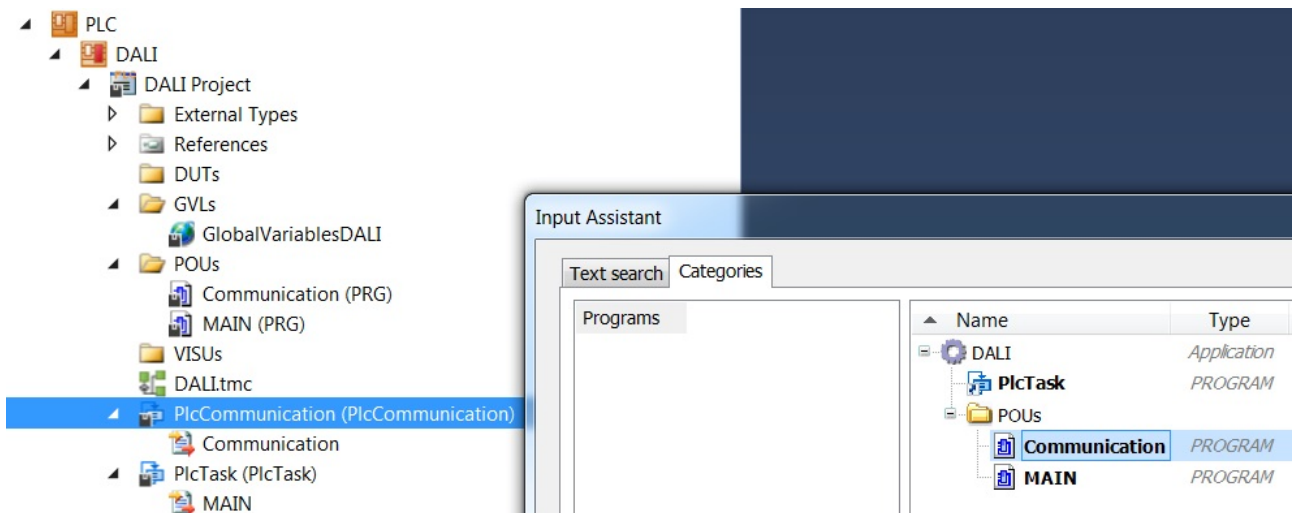 PLC
DALI
DALI Project
External Types
References
DUTs
GVLs
GlobalVariablesDALI
POUs
Communication (PRG)
MAIN (PRG)
VISUs
DALI.tmc
PlcCommunication (PlcCommunication)
Communication
PlcTask (PlcTask)
MAIN
Input Assistant
Text search Categories
Programs
Name Type
DALI Application
PlcTask PROGRAM
POUs
Communication PROGRAM
MAIN PROGRAM